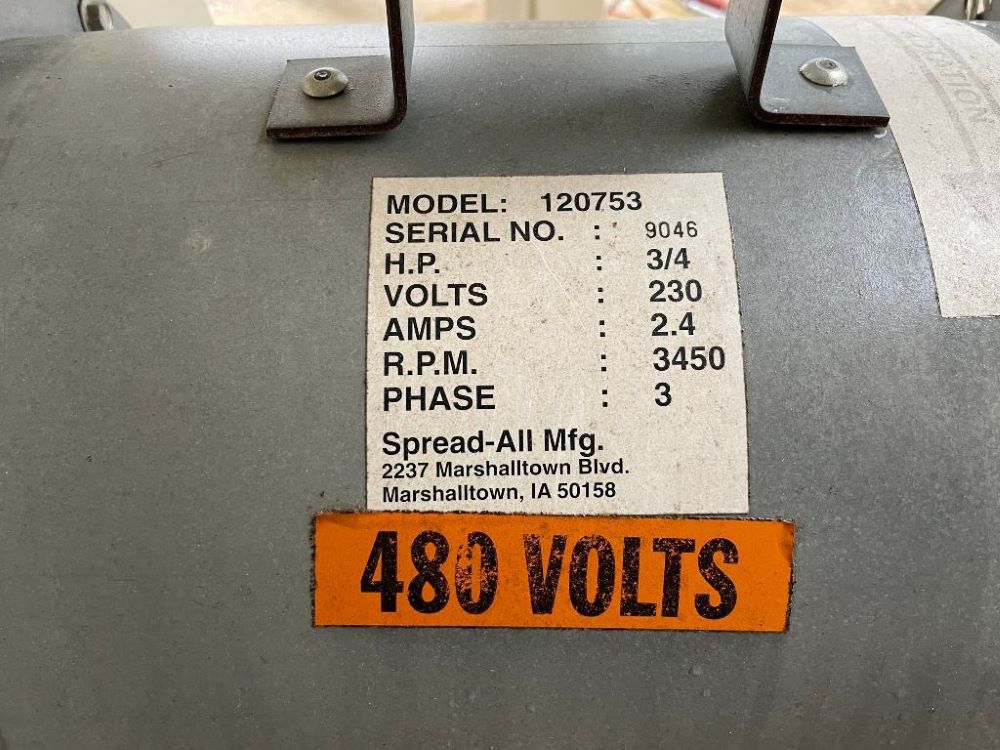 MODEL: 120753
SERIAL NO. : 9046
H.P. : 3/4
VOLTS : 230
AMPS : 2.4
R.P.M. : 3450
PHASE : 3
Spread-All Mfg.
2237 Marshalltown Blvd.
Marshalltown, IA 50158
480 VOLTS